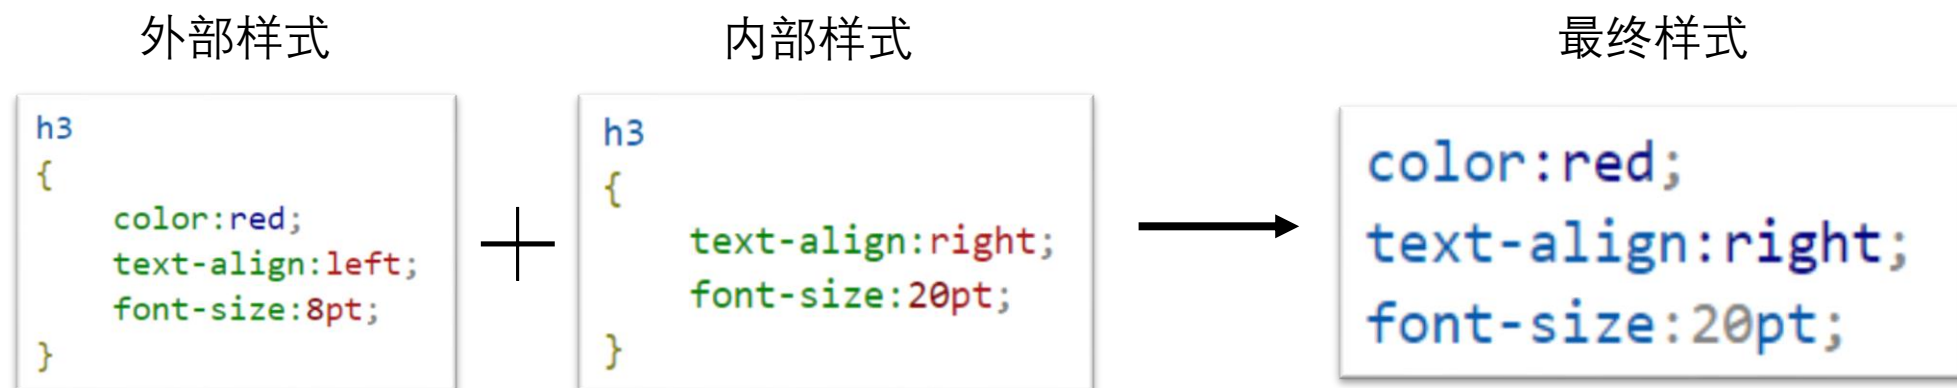 外部样式
h3
{
color:red;
text-align:left;
font-size:8pt;
}
内部样式
h3
{
text-align:right;
font-size:20pt;
}
最终样式
color:red;
text-align:right;
font-size:20pt;